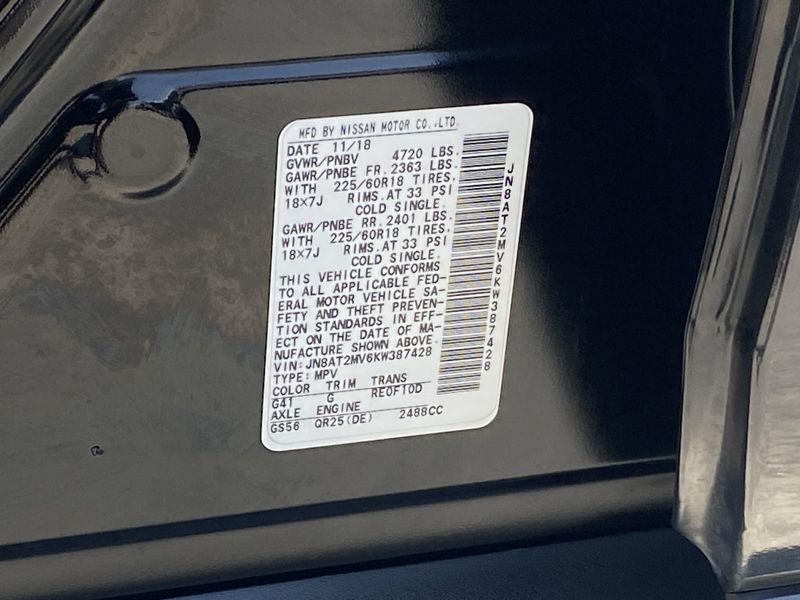 MFD BY NISSAN MOTOR CO.,LTD.
DATE 11/18
GVWR/PNBV 4720 LBS.
GAWR/PNBE FR. 2363 LBS.
WITH 225/60R18 TIRES.
18X7J RIMS.AT 33 PSI
COLD SINGLE.
GAWR/PNBE RR. 2401 LBS.
WITH 225/60R18 TIRES.
18X7J RIMS.AT 33 PSI
COLD SINGLE.
THIS VEHICLE CONFORMS
TO ALL APPLICABLE FED-
ERAL MOTOR VEHICLE SA-
FETY AND THEFT PREVEN-
TION STANDARDS IN EFF-
ECT ON THE DATE OF MA-
NUFACTURE SHOWN ABOVE.
VIN:JN8AT2MV6KW387428
TYPE:MPV
COLOR TRIM TRANS
G41 G RE0F10D
AXLE ENGINE
GS56 QR25(DE) 2488CC
JN8AT2MV6KW387428